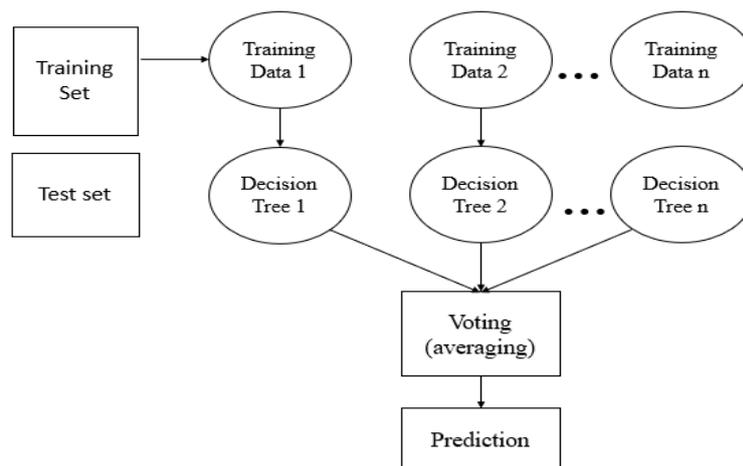 Training
Set
Training
Data 1
Training
Data 2
...
Training
Data n
Test set
Decision
Tree 1
Decision
Tree 2
...
Decision
Tree n
Voting
(averaging)
Prediction